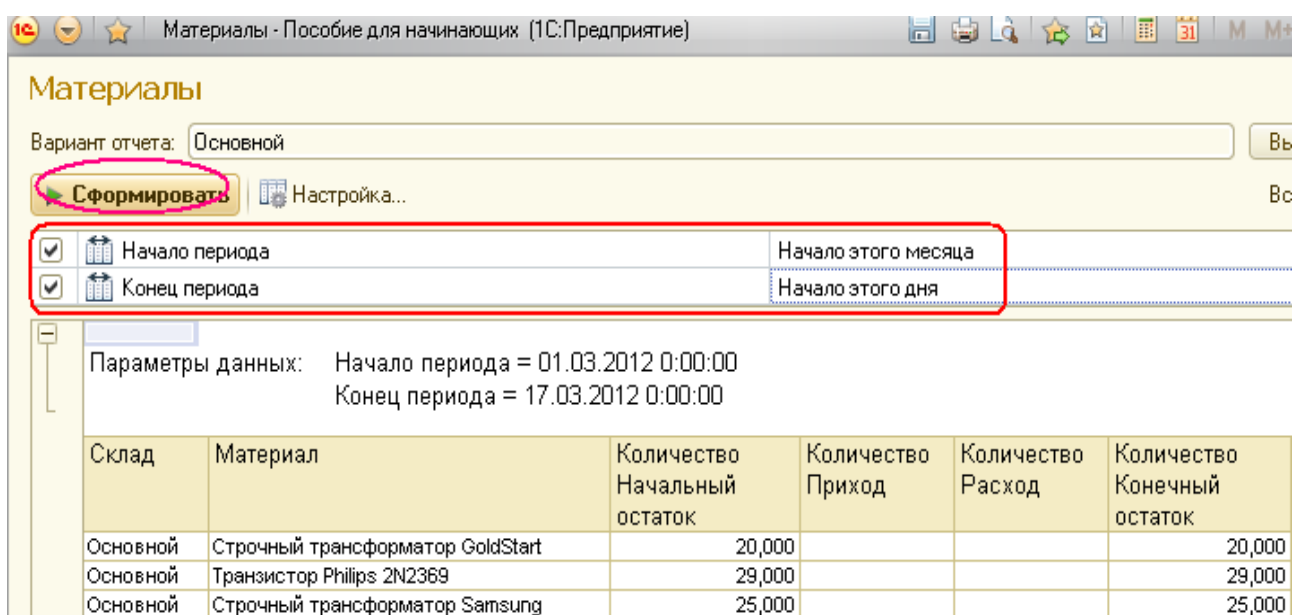 Материалы - Пособие для начинающих (1С:Предприятие) 31 M M+
Материалы
Вариант отчета: Основной Вы
Сформировать Настройка... Вс
Начало периода Начало этого месяца
Конец периода Начало этого дня
Параметры данных: Начало периода = 01.03.2012 0:00:00
Конец периода = 17.03.2012 0:00:00
Склад Материал Количество Количество Количество Количество
Начальный Приход Расход Конечный
остаток остаток
Основной Строчный трансформатор GoldStart 20,000 20,000
Основной Транзистор Philips 2N2369 29,000 29,000
Основной Строчный трансформатор Samsung 25,000 25,000